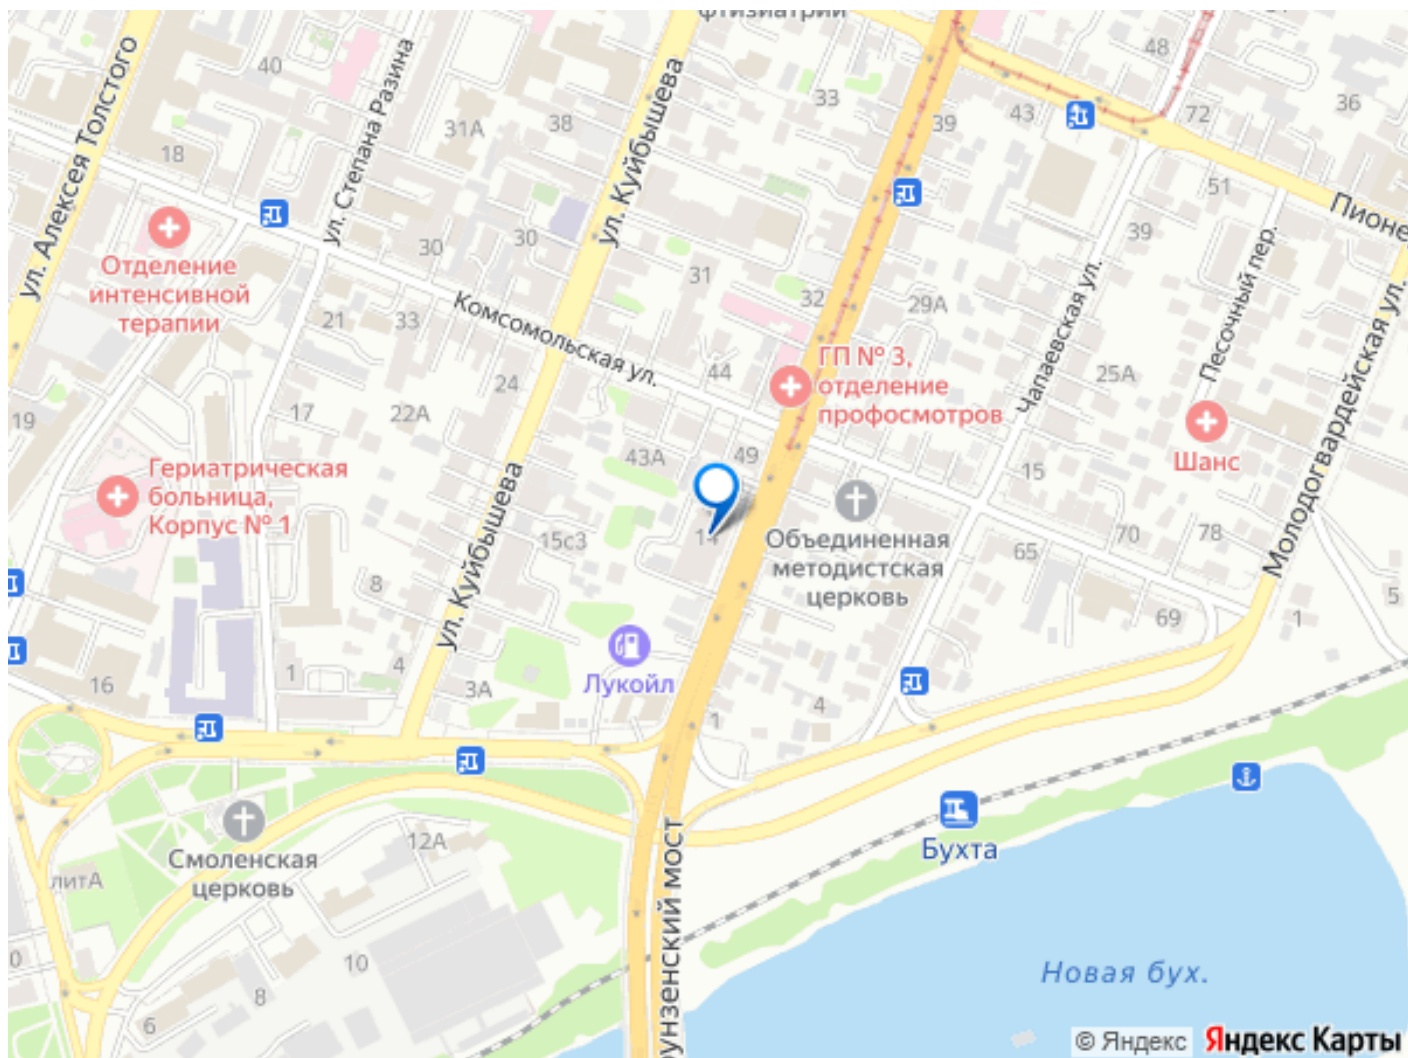 фтизиатрии
ул. Алексея Толстого
40
ул. Степана Разина
31А
38
ул. Куйбышева
33
39
43
48
72
36
18
51
Пионе
39
30
30
31
32
29А
Отделение
интенсивной
терапии
21
33
Комсомольская ул.
44
ГП № 3,
отделение
профосмотров
Чапаевская ул.
25А
Песочный пер.
Молодогвардейская ул.
19
17
22А
24
43А
49
Шанс
15
Гериатрическая
больница,
Корпус № 1
ул. Куйбышева
15с3
Объединенная
методистская
церковь
65
70
78
8
69
1
5
16
1
4
3А
Лукойл
1
4
Смоленская
церковь
12А
литА
рунзенский мост
Бухта
10
8
6
0
Новая бух.
© Яндекс
Яндекс Карты